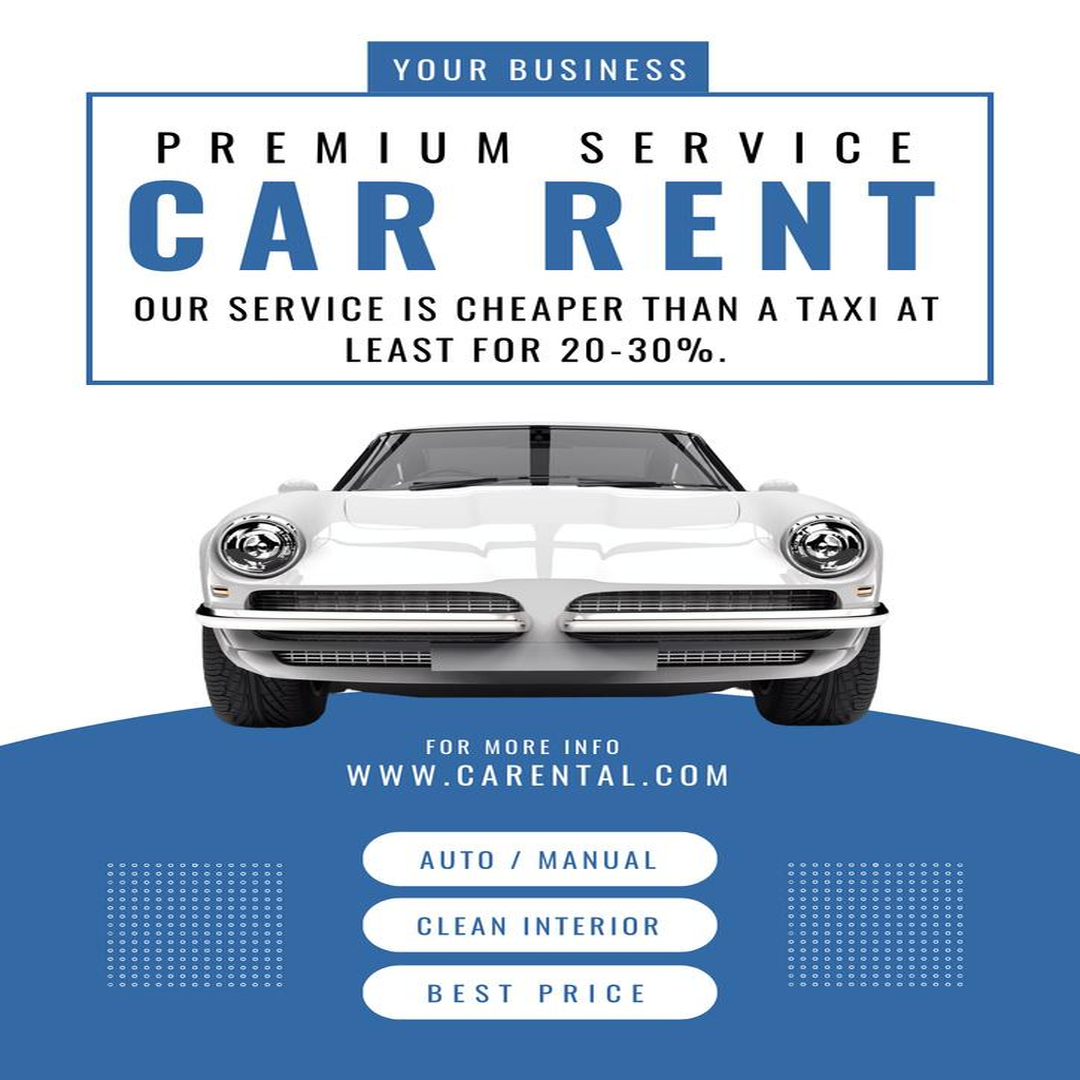 YOUR BUSINESS
PREMIUM SERVICE
CAR RENT
OUR SERVICE IS CHEAPER THAN A TAXI AT
LEAST FOR 20-30%.
FOR MORE INFO
WWW.CARENTAL.COM
AUTO / MANUAL
CLEAN INTERIOR
BEST PRICE